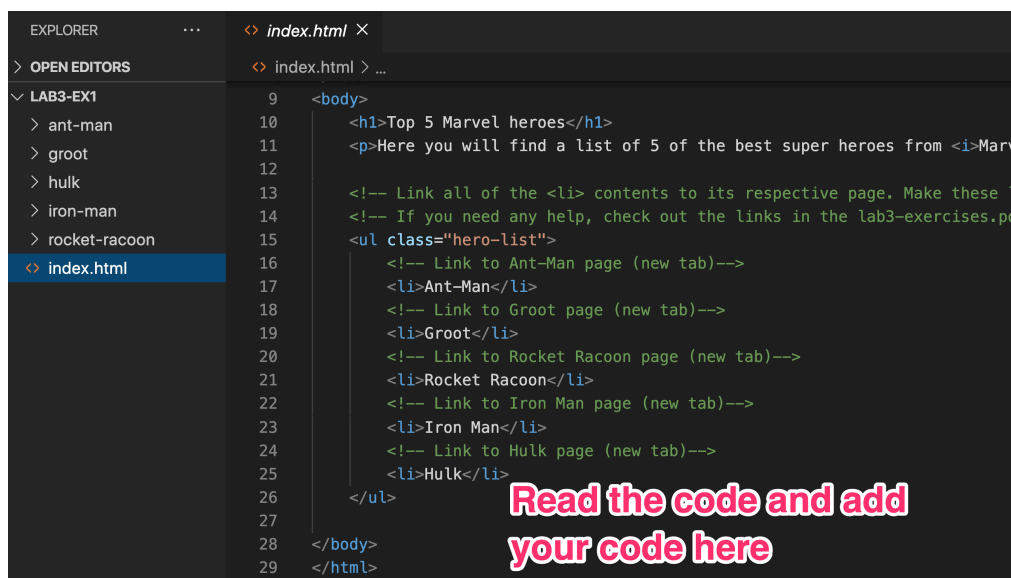 EXPLORER ...
index.html
OPEN EDITORS
index.html > ...
LAB3-EX1
ant-man
groot
hulk
iron-man
rocket-racoon
index.html
9 <body>
10 <h1>Top 5 Marvel heroes</h1>
11 <p>Here you will find a list of 5 of the best super heroes from <i>Marv
12
13 <!-- Link all of the <li> contents to its respective page. Make these
14 <!-- If you need any help, check out the links in the lab3-exercises.
15 <ul class="hero-list">
16 <!-- Link to Ant-Man page (new tab)-->
17 <li>Ant-Man</li>
18 <!-- Link to Groot page (new tab)-->
19 <li>Groot</li>
20 <!-- Link to Rocket Racoon page (new tab)-->
21 <li>Rocket Racoon</li>
22 <!-- Link to Iron Man page (new tab)-->
23 <li>Iron Man</li>
24 <!-- Link to Hulk page (new tab)-->
25 <li>Hulk</li>
26 </ul>
27
28 </body>
29 </html>
Read the code and add
your code here